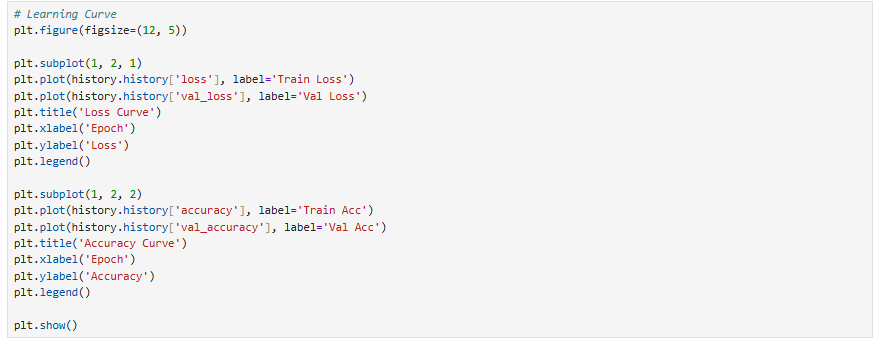 # Learning Curve
plt.figure(figsize=(12, 5))
plt.subplot(1, 2, 1)
plt.plot(history.history['loss'], label='Train Loss')
plt.plot(history.history['val_loss'], label='Val Loss')
plt.title('Loss Curve')
plt.xlabel('Epoch')
plt.ylabel('Loss')
plt.legend()
plt.subplot(1, 2, 2)
plt.plot(history.history['accuracy'], label='Train Acc')
plt.plot(history.history['val_accuracy'], label='Val Acc')
plt.title('Accuracy Curve')
plt.xlabel('Epoch')
plt.ylabel('Accuracy')
plt.legend()
plt.show()